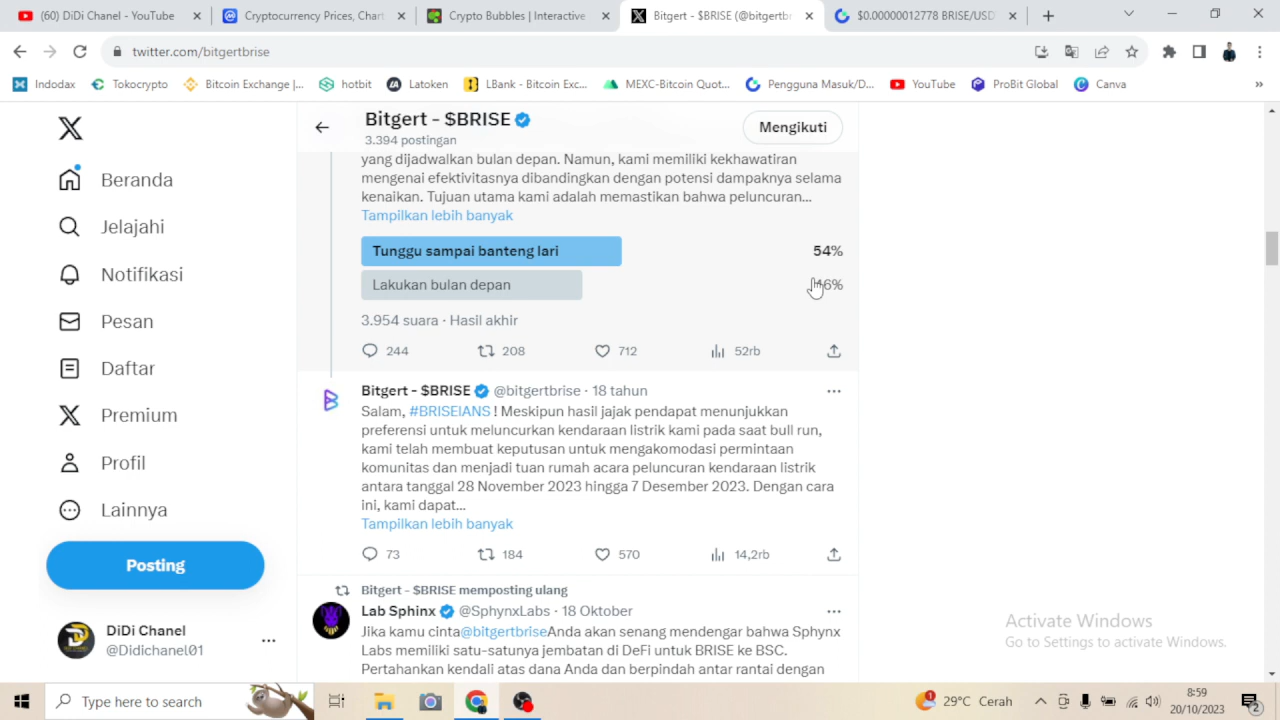 (60) DiDi Channel - YouTube
Cryptocurrency Prices, Chart
Crypto Bubbles | Interactive
Bitgert - $BRISE (@bitgertbr
$0.00000012778 BRISE/USD
twitter.com/bitgertbrise
Indodax
Tokocrypto
Bitcoin Exchange |...
hotbit
Latoken
LBank - Bitcoin Exc...
MEXC-Bitcoin Quot...
Pengguna Masuk/D...
YouTube
ProBit Global
Canva
»
Bitgert - $BRISE
3.394 postingan
Mengikuti
X
Beranda
Jelajahi
Notifikasi
Pesan
Daftar
Premium
Profil
Lainnya
Posting
DiDi Chanel
@Didichanel01
yang dijadwalkan bulan depan. Namun, kami memiliki kekhawatiran
mengenai efektivitasnya dibandingkan dengan potensi dampaknya selama
kenaikan. Tujuan utama kami adalah memastikan bahwa peluncuran...
Tampilkan lebih banyak
Tunggu sampai banteng lari 54%
Lakukan bulan depan 46%
3.954 suara · Hasil akhir
244 208 712 52rb
Bitgert - $BRISE @bitgertbrise · 18 tahun
Salam, #BRISEIANS ! Meskipun hasil jajak pendapat menunjukkan
preferensi untuk meluncurkan kendaraan listrik kami pada saat bull run,
kami telah membuat keputusan untuk mengakomodasi permintaan
komunitas dan menjadi tuan rumah acara peluncuran kendaraan listrik
antara tanggal 28 November 2023 hingga 7 Desember 2023. Dengan cara
ini, kami dapat...
Tampilkan lebih banyak
73 184 570 14,2rb
Bitgert - $BRISE memposting ulang
Lab Sphinx @SphynxLabs · 18 Oktober
Jika kamu cinta@bitgertbriseAnda akan senang mendengar bahwa Sphynx
Labs memiliki satu-satunya jembatan di DeFi untuk BRISE ke BSC.
Pertahankan kendali atas dana Anda dan berpindah antar rantai dengan
Activate Windows
Go to Settings to activate Windows.
Type here to search
1
29°C Cerah
8:59
20/10/2023
2